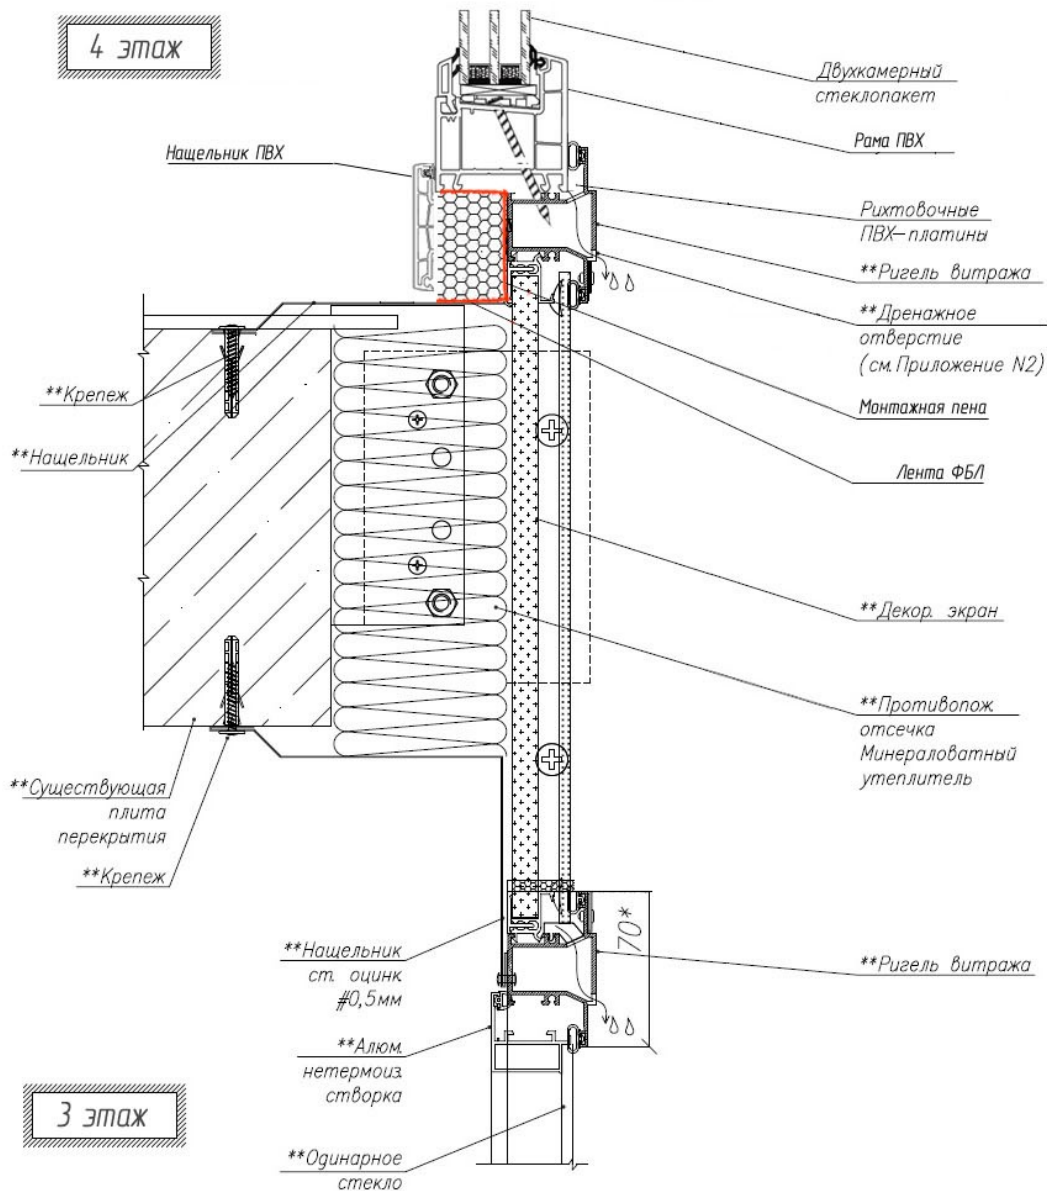 4 этаж
Двухкамерный
стеклопакет
Нащельник ПВХ
Рама ПВХ
Рихтовочные
ПВХ-платины
**Ригель витража
**Дренажное
отверстие
(см.Приложение N2)
**Крепеж
Монтажная пена
**Нащельник
Лента ФБЛ
**Декор. экран
**Противопож.
отсечка
Минераловатный
утеплитель
**Существующая
плита
перекрытия
**Крепеж
**Нащельник
ст. оцинк
#0,5мм
70*
**Ригель витража
**Алюм.
нетермоиз.
створка
3 этаж
**Одинарное
стекло